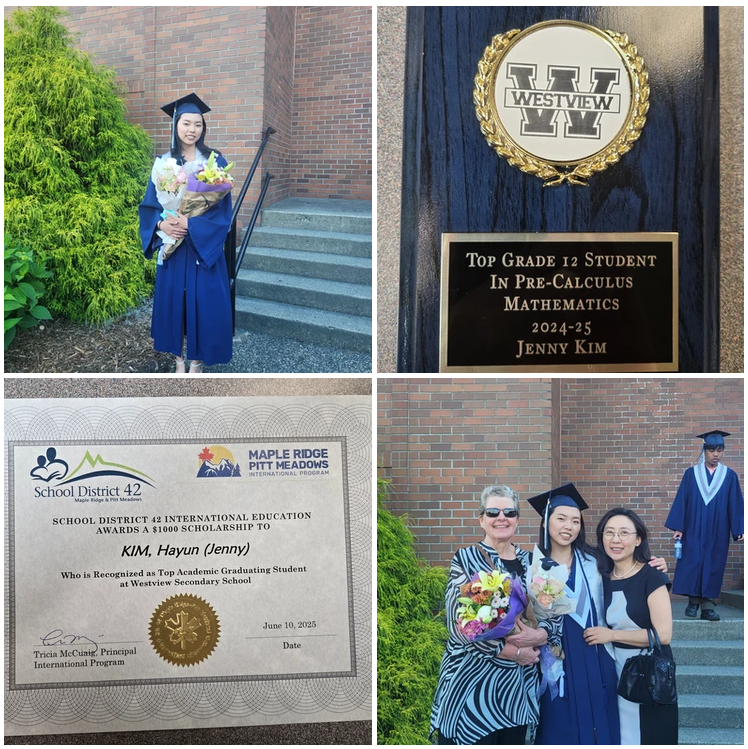 W
WESTVIEW
TOP GRADE 12 STUDENT
IN PRE-CALCULUS
MATHEMATICS
2024-25
JENNY KIM
School District 42
Maple Ridge & Pitt Meadows
MAPLE RIDGE
PITT MEADOWS
INTERNATIONAL PROGRAM
SCHOOL DISTRICT 42 INTERNATIONAL EDUCATION
AWARDS A $1000 SCHOLARSHIP TO
KIM, Hayun (Jenny)
Who is Recognized as Top Academic Graduating Student
at Westview Secondary School
June 10, 2025
Tricia McCuaig, Principal
International Program
Date